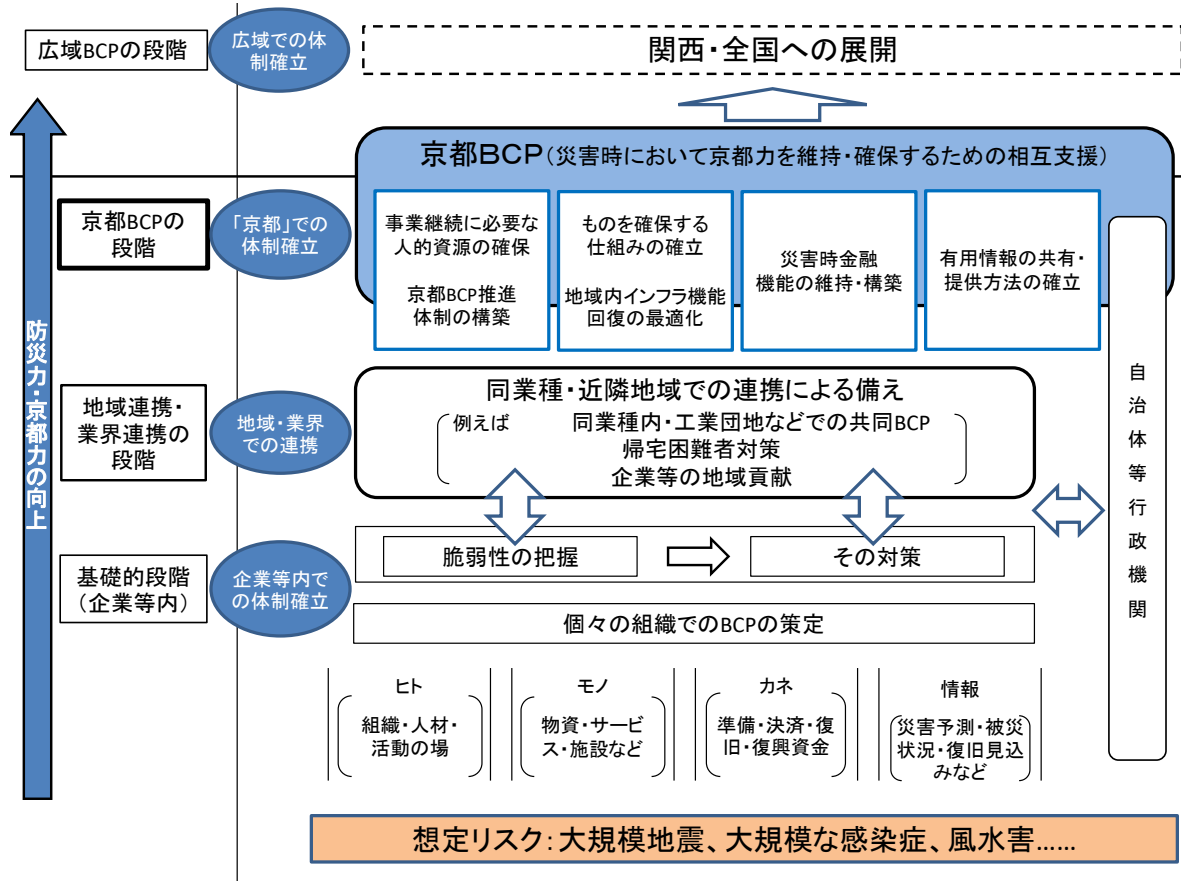 広域BCPの段階
広域での体
制確立
関西・全国への展開
京都BCP(災害時において京都力を維持・確保するための相互支援)
京都BCPの
段階
「京都」での
体制確立
事業継続に必要な
人的資源の確保
京都BCP推進
体制の構築
ものを確保する
仕組みの確立
地域内インフラ機能
回復の最適化
災害時金融
機能の維持・構築
有用情報の共有・
提供方法の確立
防災力・京都力の向上
自治体等行政機関
地域連携・
業界連携の
段階
地域・業界
での連携
同業種・近隣地域での連携による備え
例えば 同業種内・工業団地などでの共同BCP
帰宅困難者対策
企業等の地域貢献
基礎的段階
(企業等内)
企業等内で
の体制確立
脆弱性の把握
その対策
個々の組織でのBCPの策定
ヒト
組織・人材・
活動の場
モノ
物資・サービ
ス・施設など
カネ
準備・決済・復
旧・復興資金
情報
災害予測・被災
状況・復旧見込
みなど
想定リスク：大規模地震、大規模な感染症、風水害……